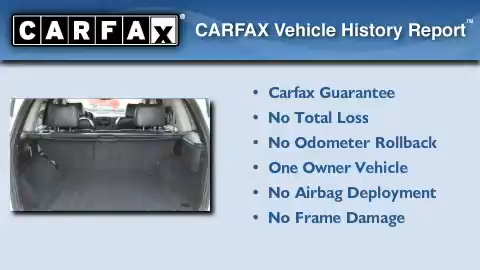 CARFAX CARFAX Vehicle History Report™
• Carfax Guarantee
• No Total Loss
• No Odometer Rollback
• One Owner Vehicle
• No Airbag Deployment
• No Frame Damage